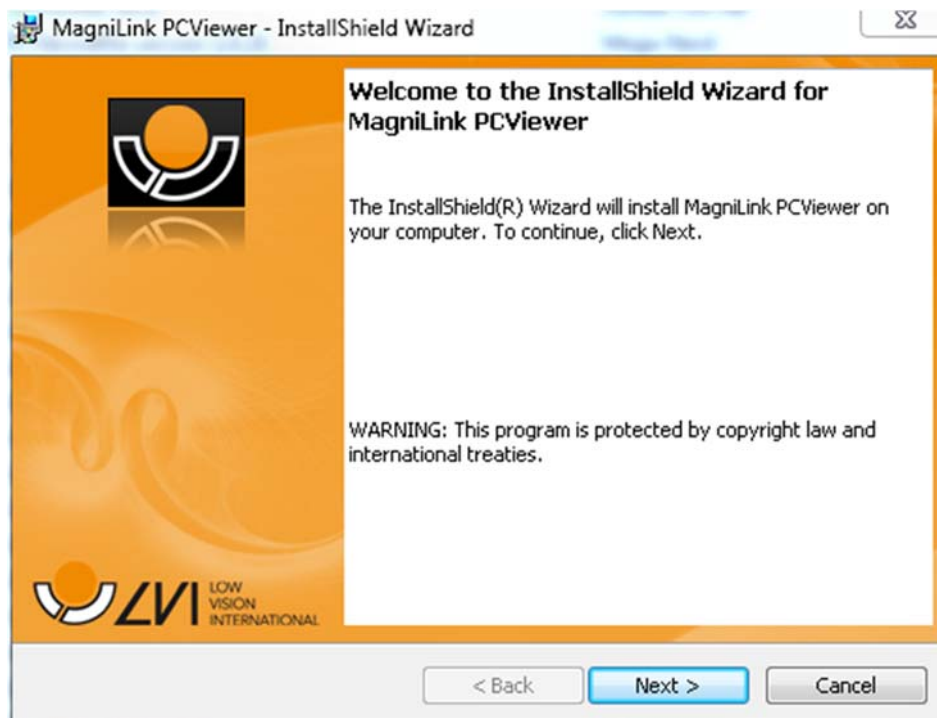 MagniLink PCViewer - InstallShield Wizard
Welcome to the InstallShield Wizard for
MagniLink PCViewer
The InstallShield(R) Wizard will install MagniLink PCViewer on
your computer. To continue, click Next.
WARNING: This program is protected by copyright law and
international treaties.
LVI
LOW
VISION
INTERNATIONAL
< Back
Next >
Cancel